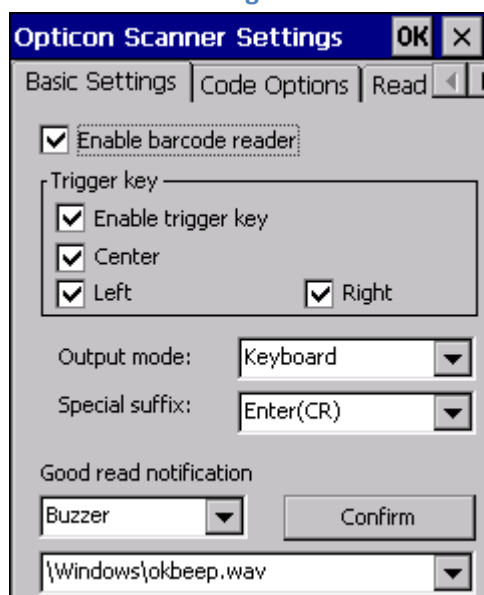 Opticon Scanner Settings OK
Basic Settings Code Options Read
Enable barcode reader
Trigger key
Enable trigger key
Center
Left Right
Output mode: Keyboard
Special suffix: Enter(CR)
Good read notification
Buzzer Confirm
\Windows\okbeep.wav